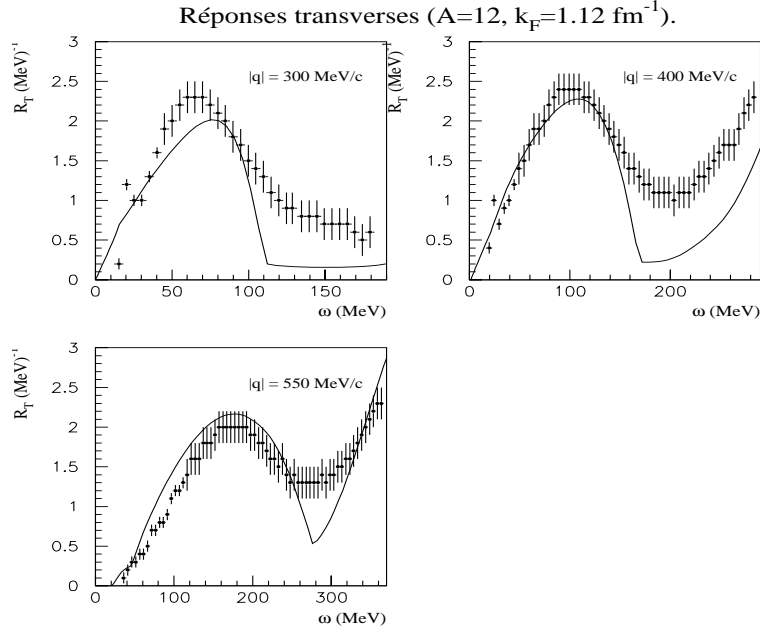 Réponses transverses (A=12, k_F=1.12 fm^-1).
R_T (MeV)^-1
3
2.5
2
1.5
1
0.5
0
|q| = 300 MeV/c
0 50 100 150
ω (MeV)
R_T (MeV)^-1
3
2.5
2
1.5
1
0.5
0
|q| = 400 MeV/c
0 100 200
ω (MeV)
R_T (MeV)^-1
3
2.5
2
1.5
1
0.5
0
|q| = 550 MeV/c
0 100 200 300
ω (MeV)